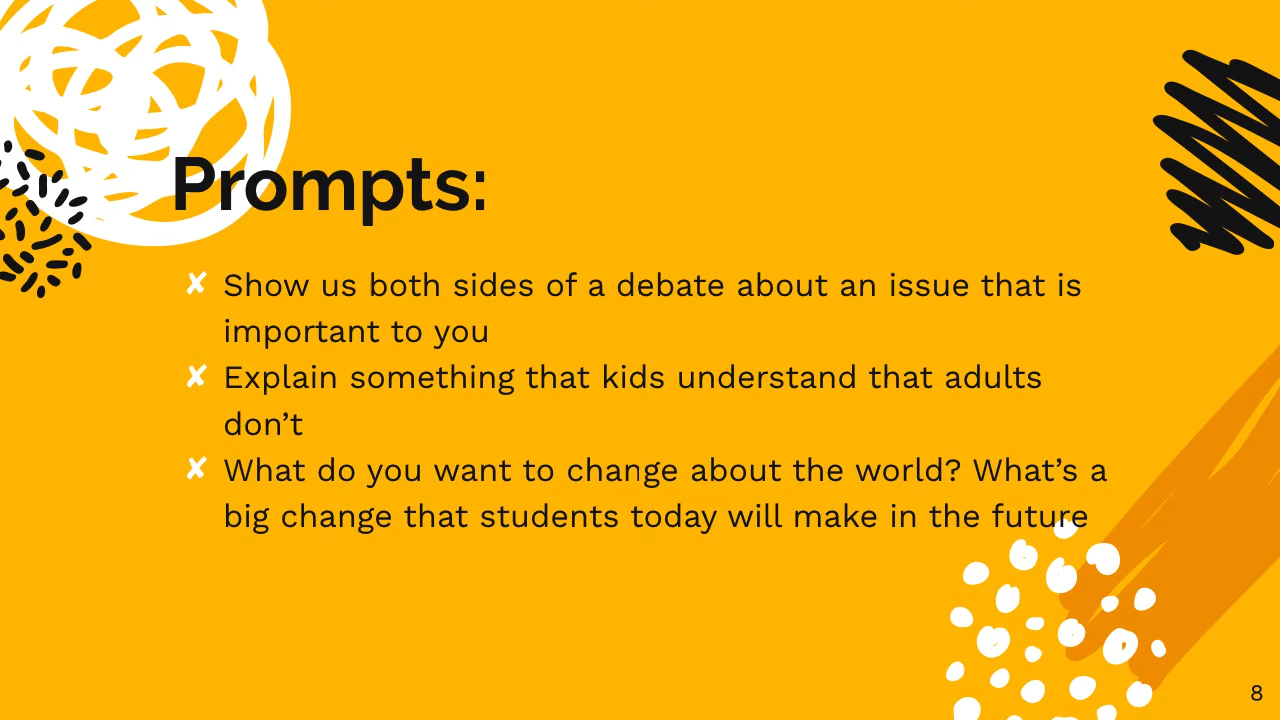 Prompts:
✘ Show us both sides of a debate about an issue that is
important to you
✘ Explain something that kids understand that adults
don’t
✘ What do you want to change about the world? What’s a
big change that students today will make in the future
8